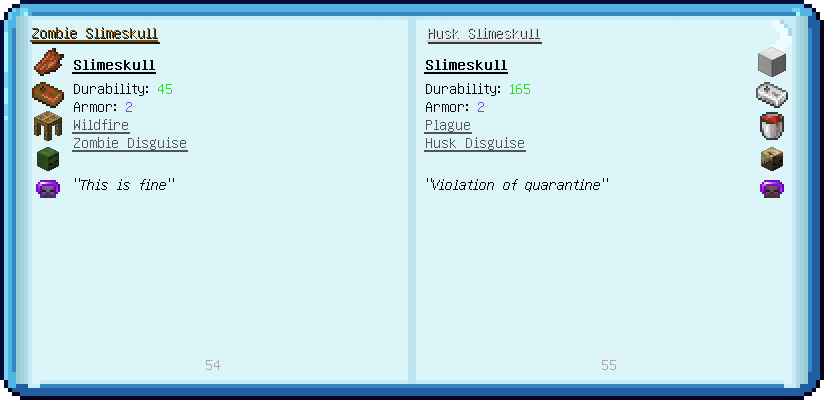 Zombie Slimeskull
Slimeskull
Durability: 45
Armor: 2
Wildfire
Zombie Disguise
"This is fine"
54
Husk Slimeskull
Slimeskull
Durability: 165
Armor: 2
Plague
Husk Disguise
"Violation of quarantine"
55